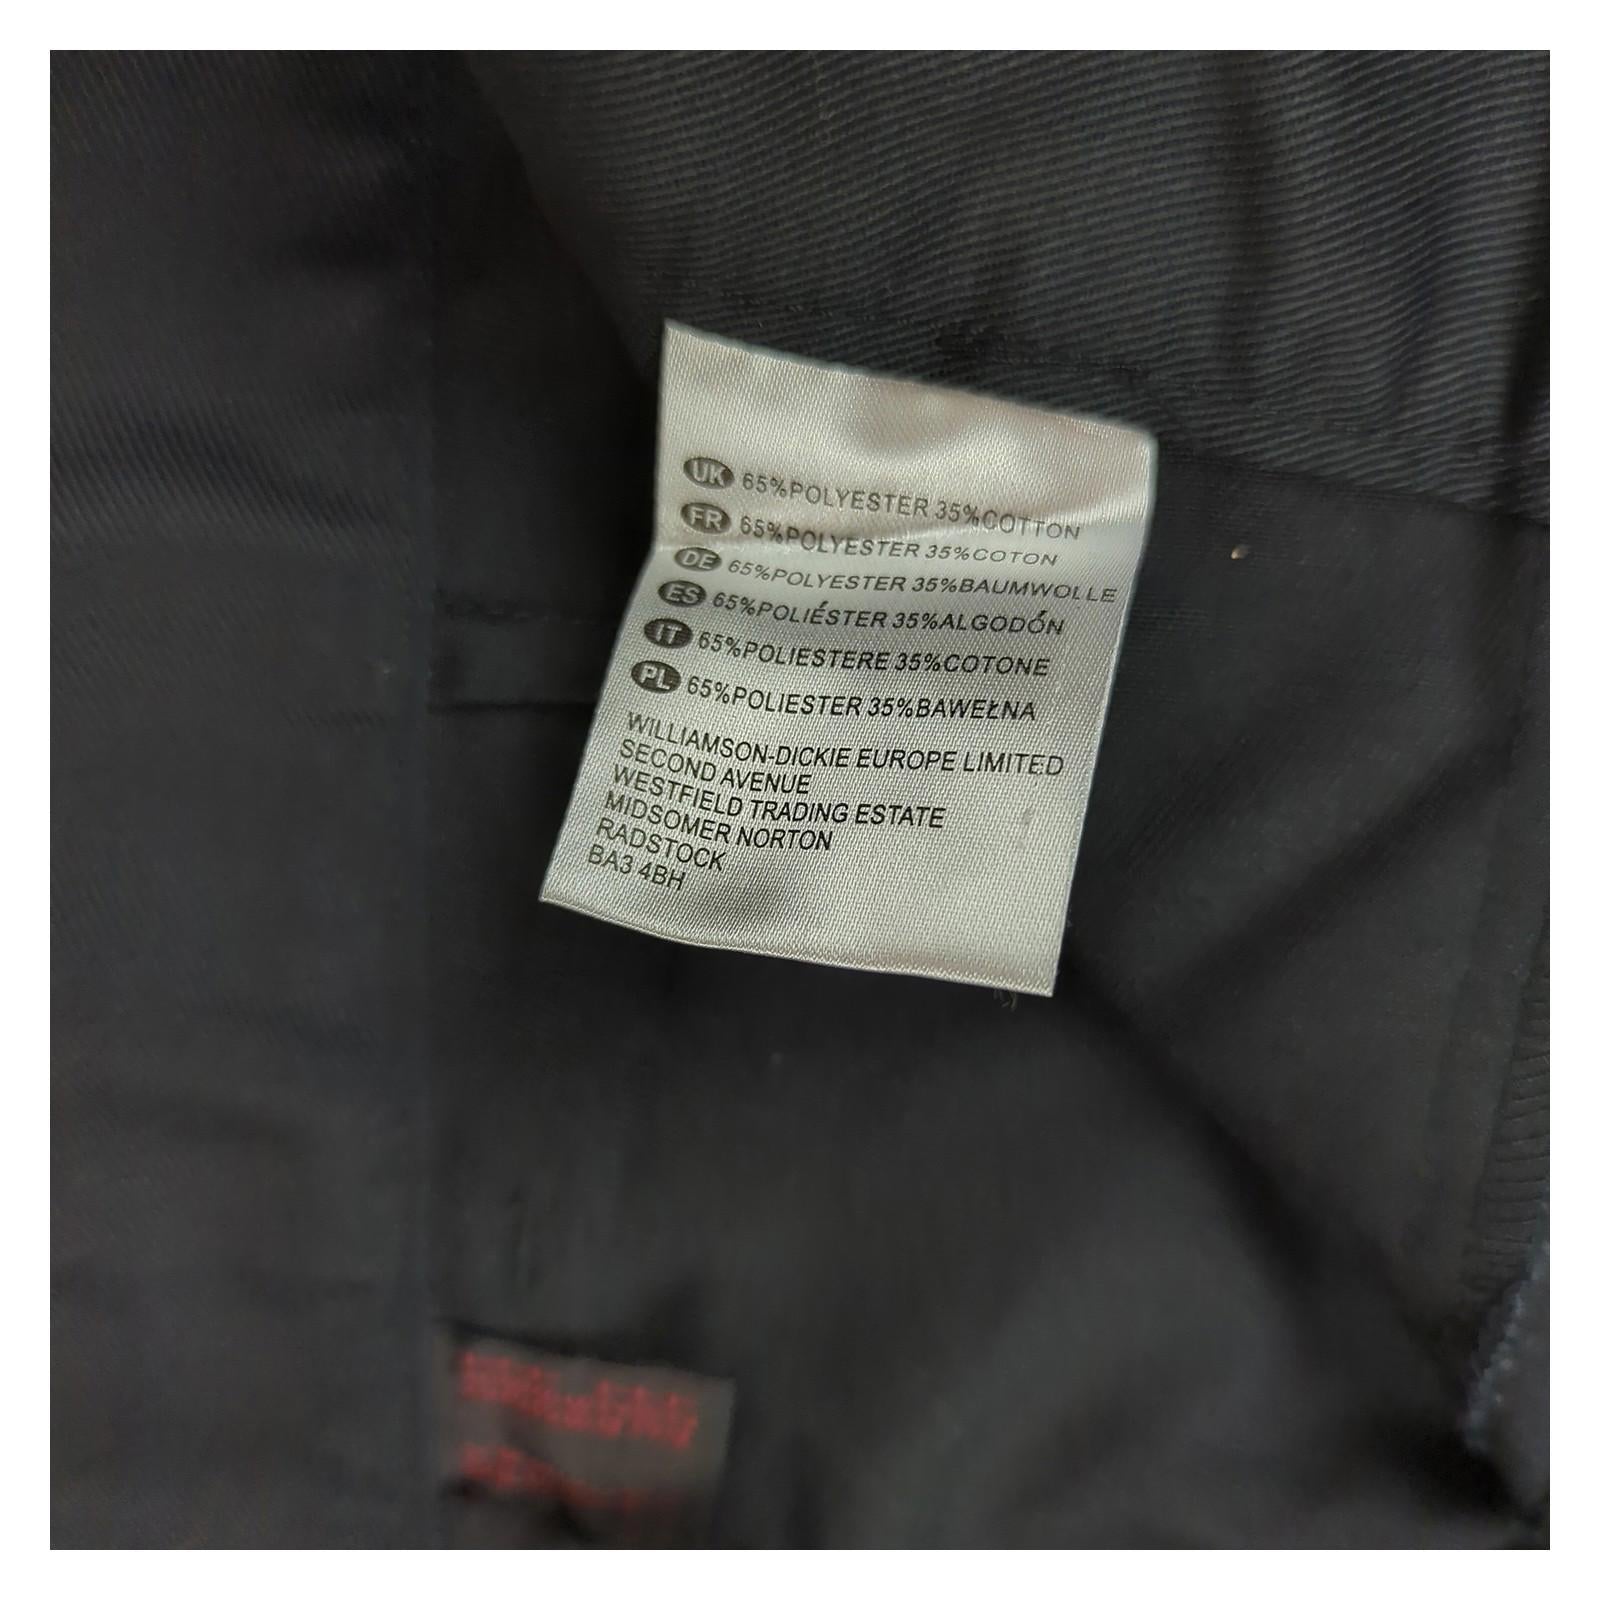 UK 65%POLYESTER 35%COTTON
FR 65%POLYESTER 35%COTON
DE 65%POLYESTER 35%BAUMWOLLE
ES 65%POLIÉSTER 35%ALGODÓN
IT 65%POLIESTERE 35%COTONE
PL 65%POLIESTER 35%BAWEŁNA
WILLIAMSON-DICKIE EUROPE LIMITED
SECOND AVENUE
WESTFIELD TRADING ESTATE
MIDSOMER NORTON
RADSTOCK
BA3 4BH